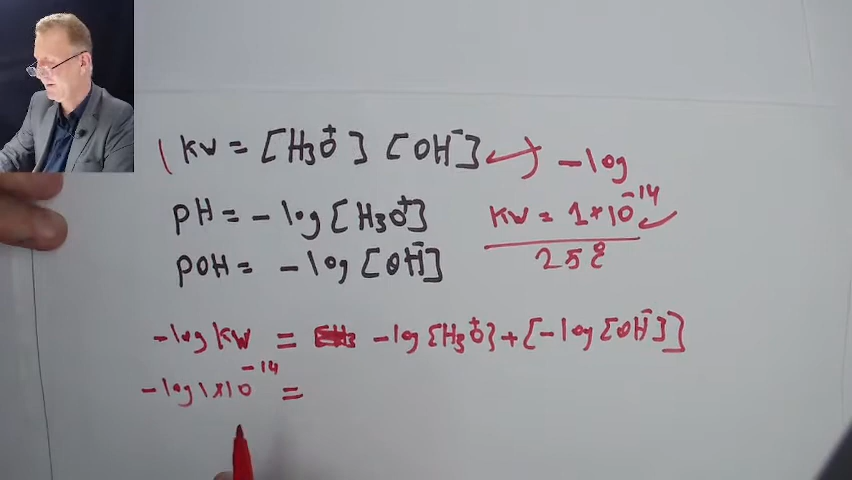 ( Kw = [H3O+] [OH-] ) -log
pH = -log[H3O+]
Kw = 1*10-14
25 c
pOH = -log[OH-]
-log Kw = -log[H3O+] + [-log[OH-]]
-log 1*10-14 =